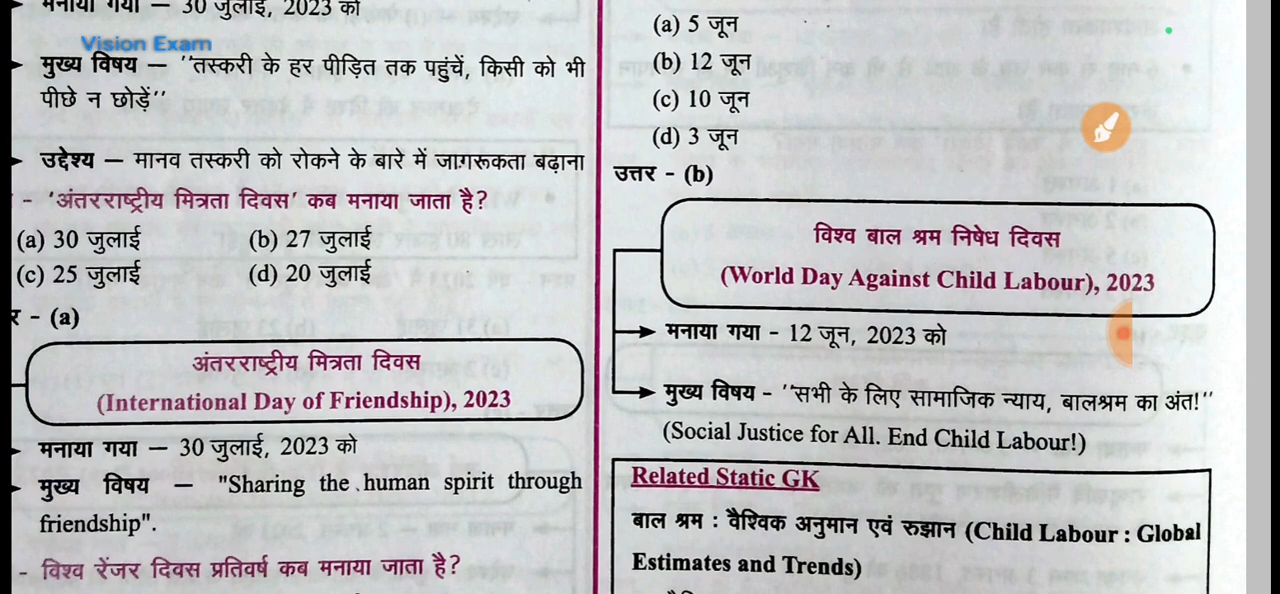 मनाया गया — 30 जुलाई, 2023 को
Vision Exam
मुख्य विषय — ''तस्करी के हर पीड़ित तक पहुंचें, किसी को भी
पीछे न छोड़ें''
उद्देश्य — मानव तस्करी को रोकने के बारे में जागरूकता बढ़ाना
- 'अंतरराष्ट्रीय मित्रता दिवस' कब मनाया जाता है?
(a) 30 जुलाई (b) 27 जुलाई
(c) 25 जुलाई (d) 20 जुलाई
र - (a)
अंतरराष्ट्रीय मित्रता दिवस
(International Day of Friendship), 2023
मनाया गया — 30 जुलाई, 2023 को
मुख्य विषय "Sharing the human spirit through
friendship".
- विश्व रेंजर दिवस प्रतिवर्ष कब मनाया जाता है?
(a) 5 जून
(b) 12 जून
(c) 10 जून
(d) 3 जून
उत्तर - (b)
विश्व बाल श्रम निषेध दिवस
(World Day Against Child Labour), 2023
मनाया गया - 12 जून, 2023 को
मुख्य विषय - ''सभी के लिए सामाजिक न्याय, बालश्रम का अंत!''
(Social Justice for All. End Child Labour!)
Related Static GK
बाल श्रम : वैश्विक अनुमान एवं रुझान (Child Labour : Global
Estimates and Trends)